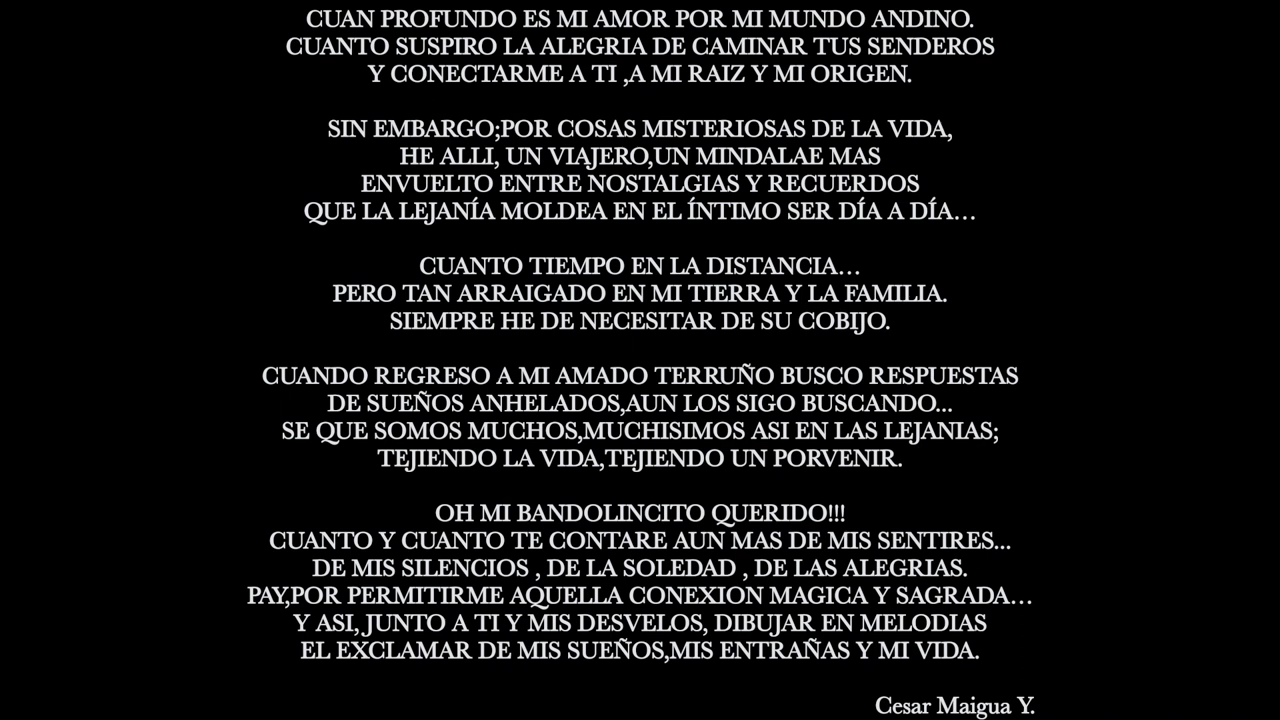 CUAN PROFUNDO ES MI AMOR POR MI MUNDO ANDINO.
CUANTO SUSPIRO LA ALEGRIA DE CAMINAR TUS SENDEROS
Y CONECTARME A TI ,A MI RAIZ Y MI ORIGEN.
SIN EMBARGO;POR COSAS MISTERIOSAS DE LA VIDA,
HE ALLI, UN VIAJERO,UN MINDALAE MAS
ENVUELTO ENTRE NOSTALGIAS Y RECUERDOS
QUE LA LEJANÍA MOLDEA EN EL ÍNTIMO SER DÍA A DÍA…
CUANTO TIEMPO EN LA DISTANCIA…
PERO TAN ARRAIGADO EN MI TIERRA Y LA FAMILIA.
SIEMPRE HE DE NECESITAR DE SU COBIJO.
CUANDO REGRESO A MI AMADO TERRUÑO BUSCO RESPUESTAS
DE SUEÑOS ANHELADOS,AUN LOS SIGO BUSCANDO...
SE QUE SOMOS MUCHOS,MUCHISIMOS ASI EN LAS LEJANIAS;
TEJIENDO LA VIDA,TEJIENDO UN PORVENIR.
OH MI BANDOLINCITO QUERIDO!!!
CUANTO Y CUANTO TE CONTARE AUN MAS DE MIS SENTIRES...
DE MIS SILENCIOS , DE LA SOLEDAD , DE LAS ALEGRIAS.
PAY,POR PERMITIRME AQUELLA CONEXION MAGICA Y SAGRADA…
Y ASI, JUNTO A TI Y MIS DESVELOS, DIBUJAR EN MELODIAS
EL EXCLAMAR DE MIS SUEÑOS,MIS ENTRAÑAS Y MI VIDA.
Cesar Maigua Y.